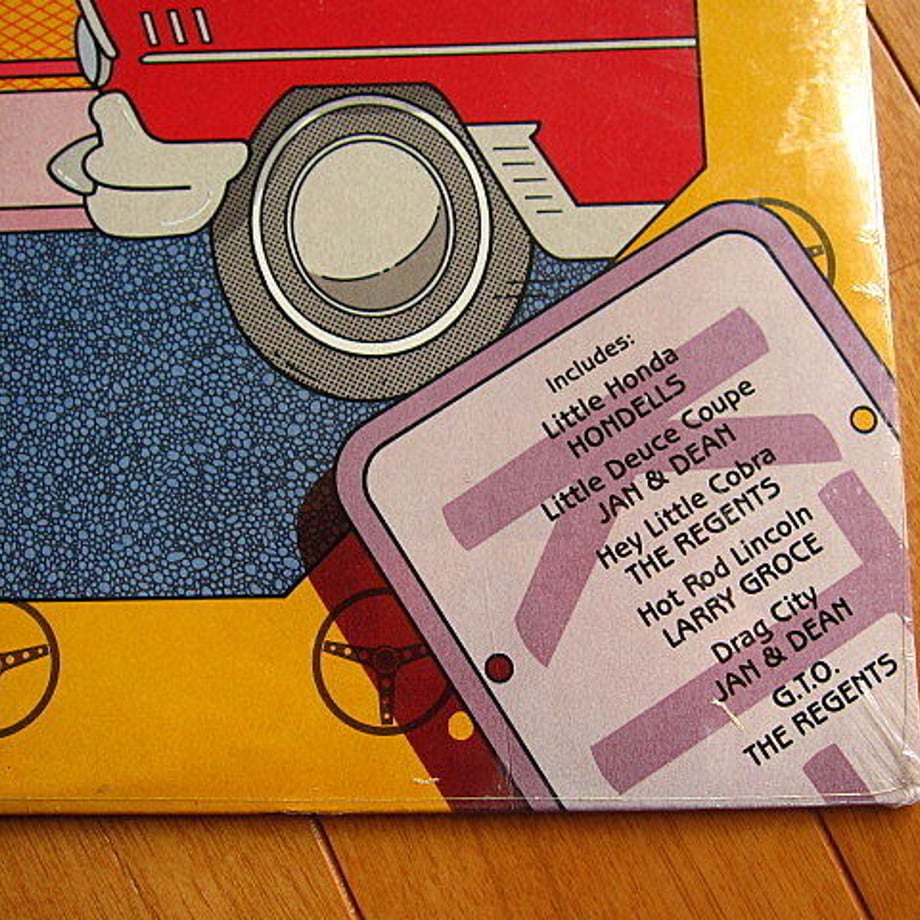 Includes:
Little Honda
HONDELLS
Little Deuce Coupe
JAN & DEAN
Hey Little Cobra
THE REGENTS
Hot Rod Lincoln
LARRY GROCE
Drag City
JAN & DEAN
G.T.O.
THE REGENTS